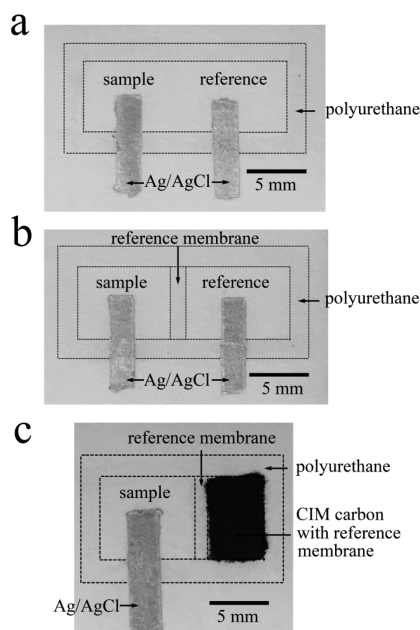 a
sample reference
polyurethane
Ag/AgCl
5 mm
b
reference membrane
sample reference
polyurethane
Ag/AgCl
5 mm
c
reference membrane
polyurethane
sample
CIM carbon
with reference
membrane
Ag/AgCl
5 mm